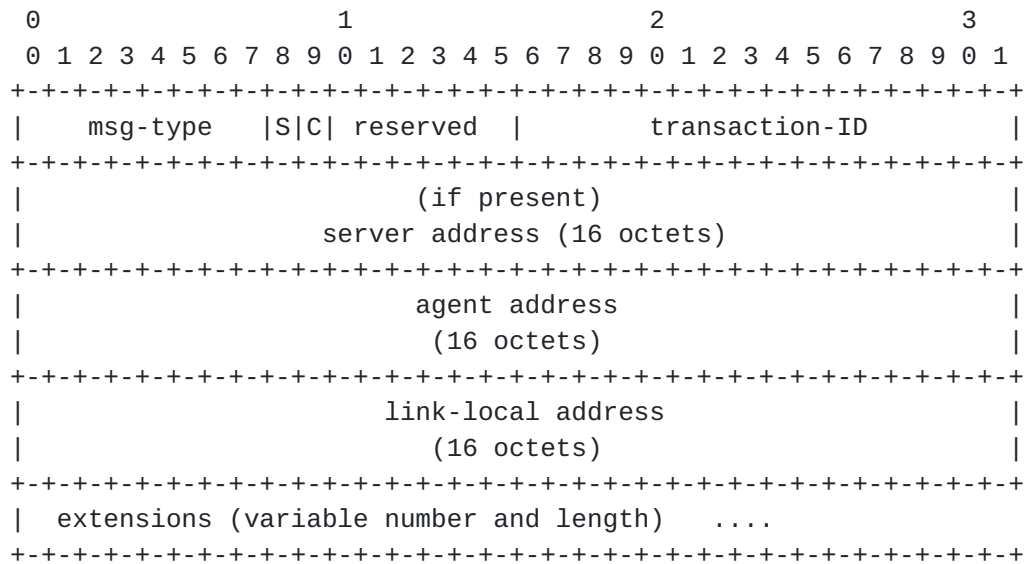 0                   1                   2                   3
 0 1 2 3 4 5 6 7 8 9 0 1 2 3 4 5 6 7 8 9 0 1 2 3 4 5 6 7 8 9 0 1
+-+-+-+-+-+-+-+-+-+-+-+-+-+-+-+-+-+-+-+-+-+-+-+-+-+-+-+-+-+-+-+-+
|    msg-type   |S|C| reserved  |        transaction-ID         |
+-+-+-+-+-+-+-+-+-+-+-+-+-+-+-+-+-+-+-+-+-+-+-+-+-+-+-+-+-+-+-+-+
|                         (if present)                          |
|                   server address (16 octets)                  |
+-+-+-+-+-+-+-+-+-+-+-+-+-+-+-+-+-+-+-+-+-+-+-+-+-+-+-+-+-+-+-+-+
|                         agent address                         |
|                          (16 octets)                          |
+-+-+-+-+-+-+-+-+-+-+-+-+-+-+-+-+-+-+-+-+-+-+-+-+-+-+-+-+-+-+-+-+
|                       link-local address                      |
|                          (16 octets)                          |
+-+-+-+-+-+-+-+-+-+-+-+-+-+-+-+-+-+-+-+-+-+-+-+-+-+-+-+-+-+-+-+-+
|  extensions (variable number and length)   ....
+-+-+-+-+-+-+-+-+-+-+-+-+-+-+-+-+-+-+-+-+-+-+-+-+-+-+-+-+-+-+-+-+